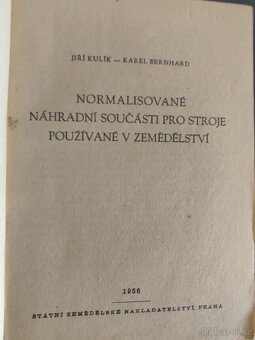 JIŘÍ KULÍK — KAREL BERNHARD
NORMALISOVANÉ
NÁHRADNÍ SOUČÁSTI PRO STROJE
POUŽÍVANÉ V ZEMĚDĚLSTVÍ
1956
STÁTNÍ ZEMĚDĚLSKÉ NAKLADATELSTVÍ, PRAHA